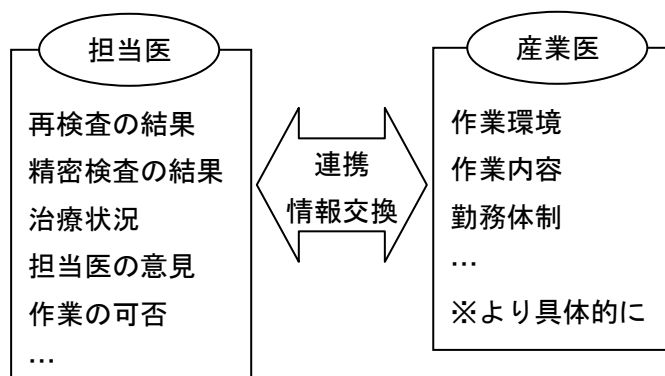 担当医
再検査の結果
精密検査の結果
治療状況
担当医の意見
作業の可否
…
連携
情報交換
産業医
作業環境
作業内容
勤務体制
…
※より具体的に